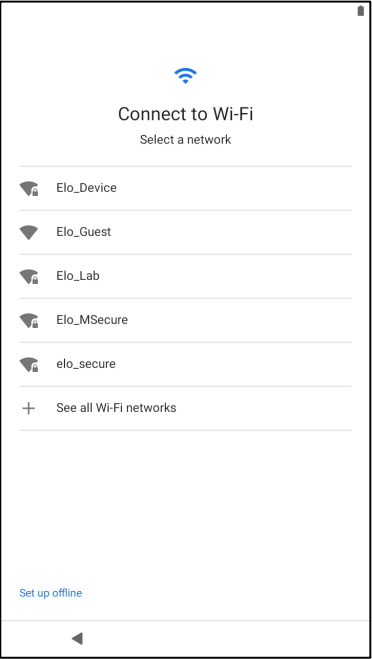 Connect to Wi-Fi
Select a network
Elo_Device
Elo_Guest
Elo_Lab
Elo_MSecure
elo_secure
See all Wi-Fi networks
Set up offline